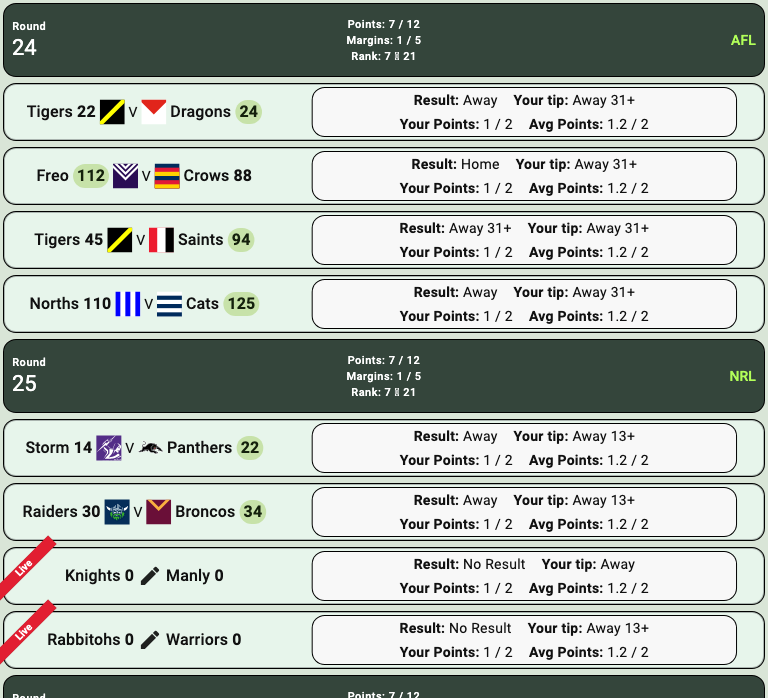 Round
24
Points: 7 / 12
Margins: 1 / 5
Rank: 7 ▯ 21
AFL
Tigers 22 V Dragons 24
Result: Away Your tip: Away 31+
Your Points: 1 / 2 Avg Points: 1.2 / 2
Freo 112 V Crows 88
Result: Home Your tip: Away 31+
Your Points: 1 / 2 Avg Points: 1.2 / 2
Tigers 45 V Saints 94
Result: Away 31+ Your tip: Away 31+
Your Points: 1 / 2 Avg Points: 1.2 / 2
Norths 110 V Cats 125
Result: Away Your tip: Away 31+
Your Points: 1 / 2 Avg Points: 1.2 / 2
Round
25
Points: 7 / 12
Margins: 1 / 5
Rank: 7 ▯ 21
NRL
Storm 14 V Panthers 22
Result: Away Your tip: Away 13+
Your Points: 1 / 2 Avg Points: 1.2 / 2
Raiders 30 V Broncos 34
Result: Away Your tip: Away 13+
Your Points: 1 / 2 Avg Points: 1.2 / 2
Live
Knights 0 Manly 0
Result: No Result Your tip: Away
Your Points: 1 / 2 Avg Points: 1.2 / 2
Live
Rabbitohs 0 Warriors 0
Result: No Result Your tip: Away 13+
Your Points: 1 / 2 Avg Points: 1.2 / 2
Round
Points: 7 / 12